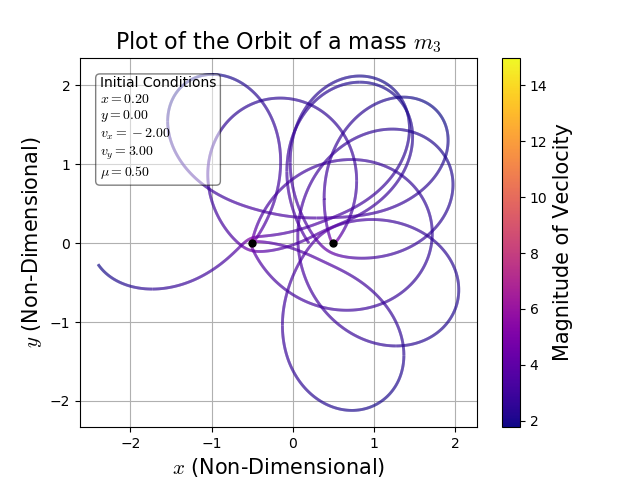 Plot of the Orbit of a mass m₃
Initial Conditions
x = 0.20
y = 0.00
vₓ = −2.00
v_y = 3.00
μ = 0.50
y (Non-Dimensional)
2
1
0
−1
−2
−2 −1 0 1 2
x (Non-Dimensional)
14
12
10
8
6
4
2
Magnitude of Veclocity